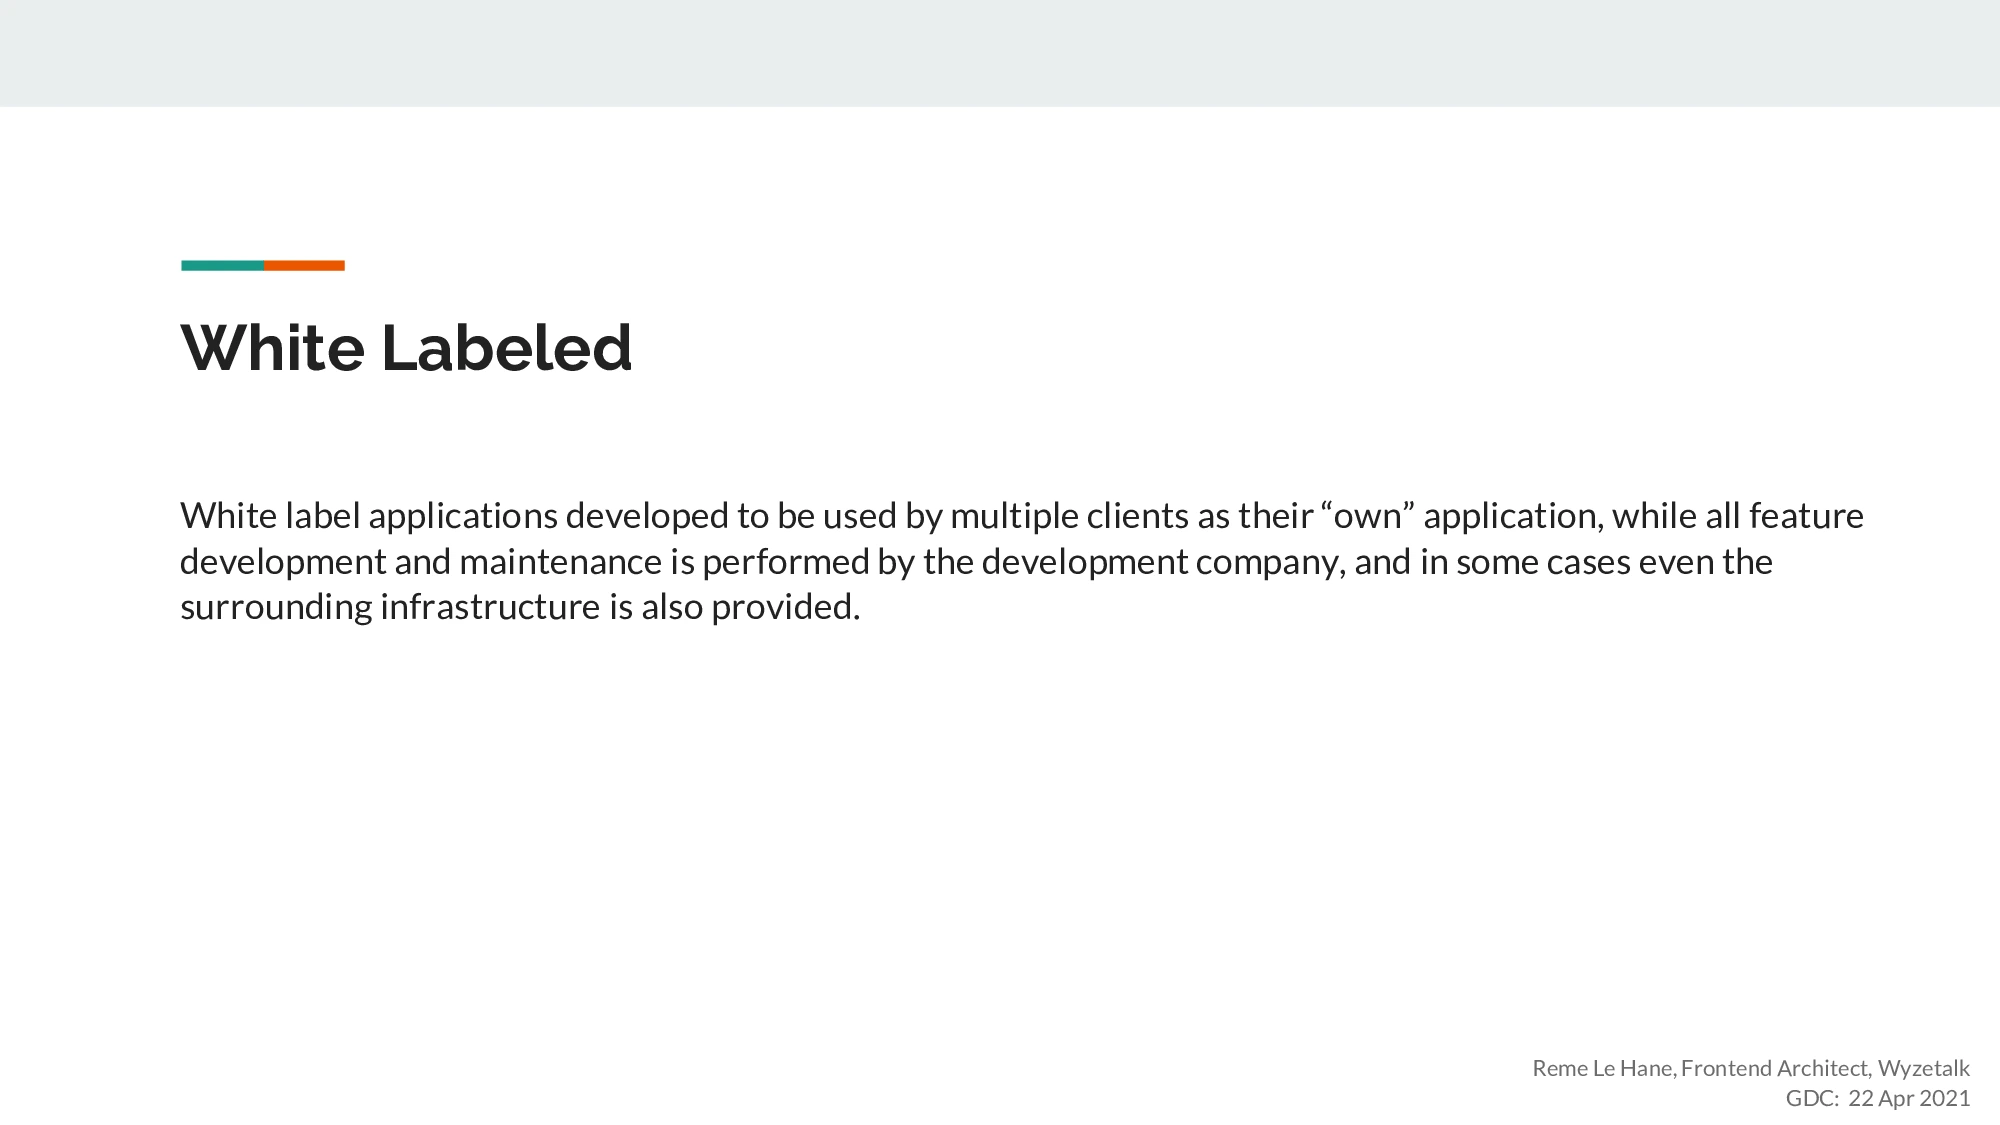 White Labeled
White label applications developed to be used by multiple clients as their “own” application, while all feature
development and maintenance is performed by the development company, and in some cases even the
surrounding infrastructure is also provided.
Reme Le Hane, Frontend Architect, Wyzetalk
GDC: 22 Apr 2021